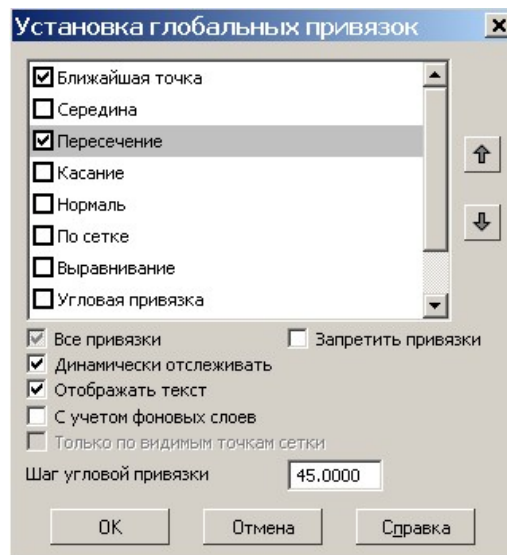 Установка глобальных привязок
Ближайшая точка
Середина
Пересечение
Касание
Нормаль
По сетке
Выравнивание
Угловая привязка
Все привязки Запретить привязки
Динамически отслеживать
Отображать текст
С учетом фоновых слоев
Только по видимым точкам сетки
Шаг угловой привязки 45.0000
OK Отмена Справка